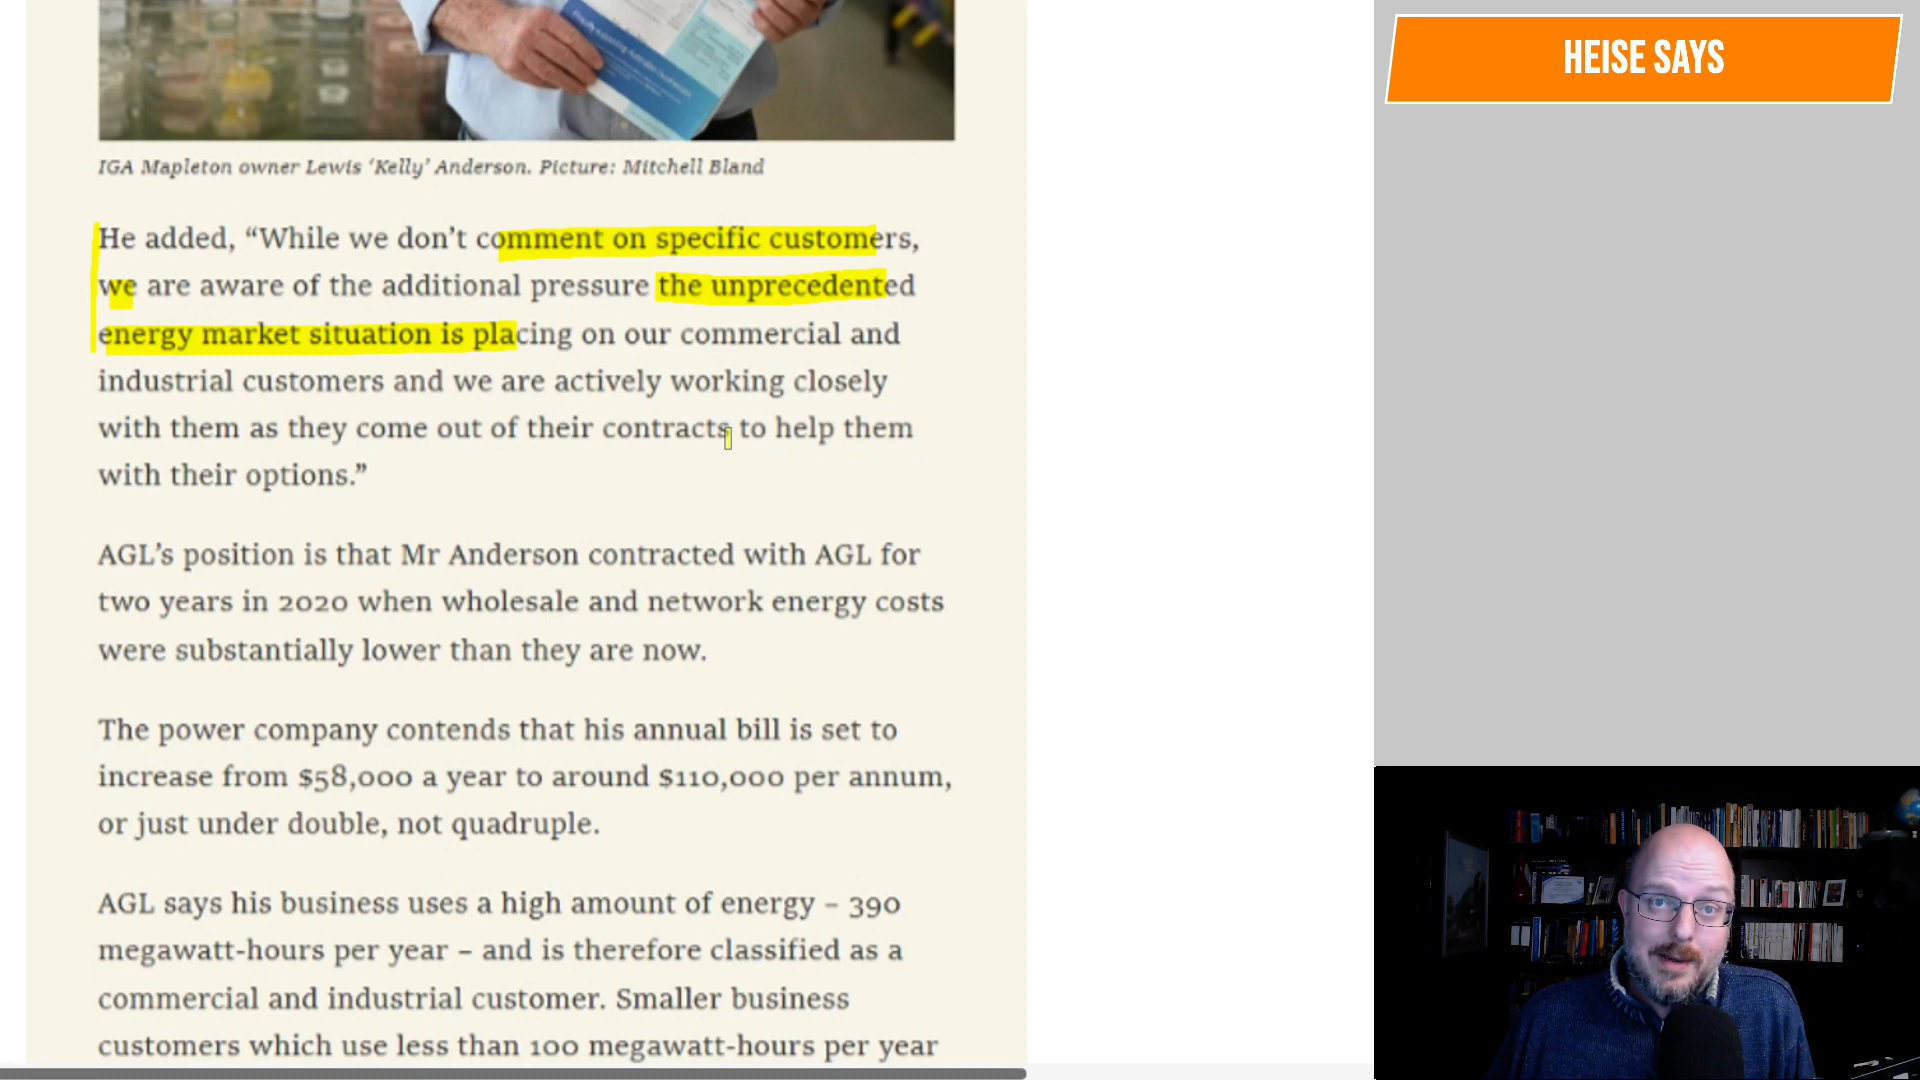 HEISE SAYS
IGA Mapleton owner Lewis ‘Kelly’ Anderson. Picture: Mitchell Bland
He added, “While we don’t comment on specific customers,
we are aware of the additional pressure the unprecedented
energy market situation is placing on our commercial and
industrial customers and we are actively working closely
with them as they come out of their contracts to help them
with their options.”
AGL’s position is that Mr Anderson contracted with AGL for
two years in 2020 when wholesale and network energy costs
were substantially lower than they are now.
The power company contends that his annual bill is set to
increase from $58,000 a year to around $110,000 per annum,
or just under double, not quadruple.
AGL says his business uses a high amount of energy – 390
megawatt-hours per year – and is therefore classified as a
commercial and industrial customer. Smaller business
customers which use less than 100 megawatt-hours per year